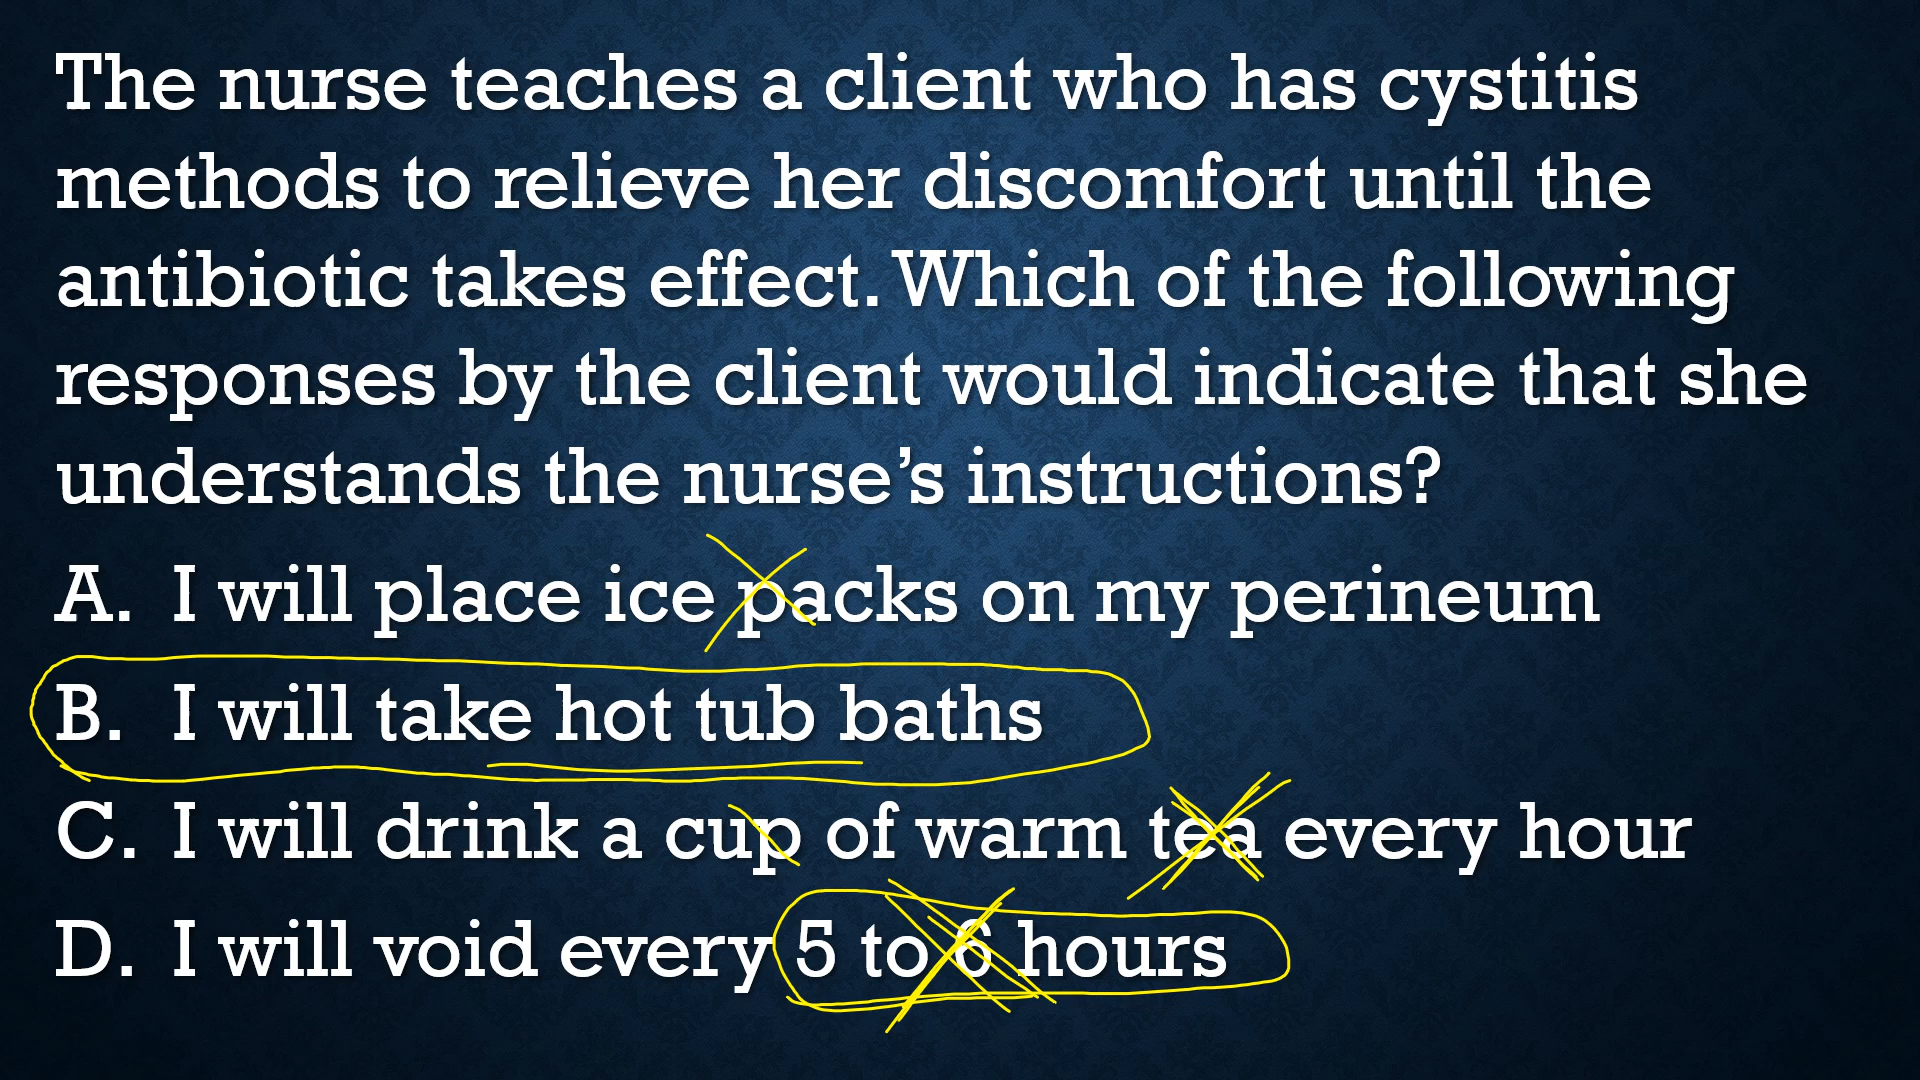 The nurse teaches a client who has cystitis
methods to relieve her discomfort until the
antibiotic takes effect. Which of the following
responses by the client would indicate that she
understands the nurse’s instructions?
A. I will place ice packs on my perineum
B. I will take hot tub baths
C. I will drink a cup of warm tea every hour
D. I will void every 5 to 6 hours